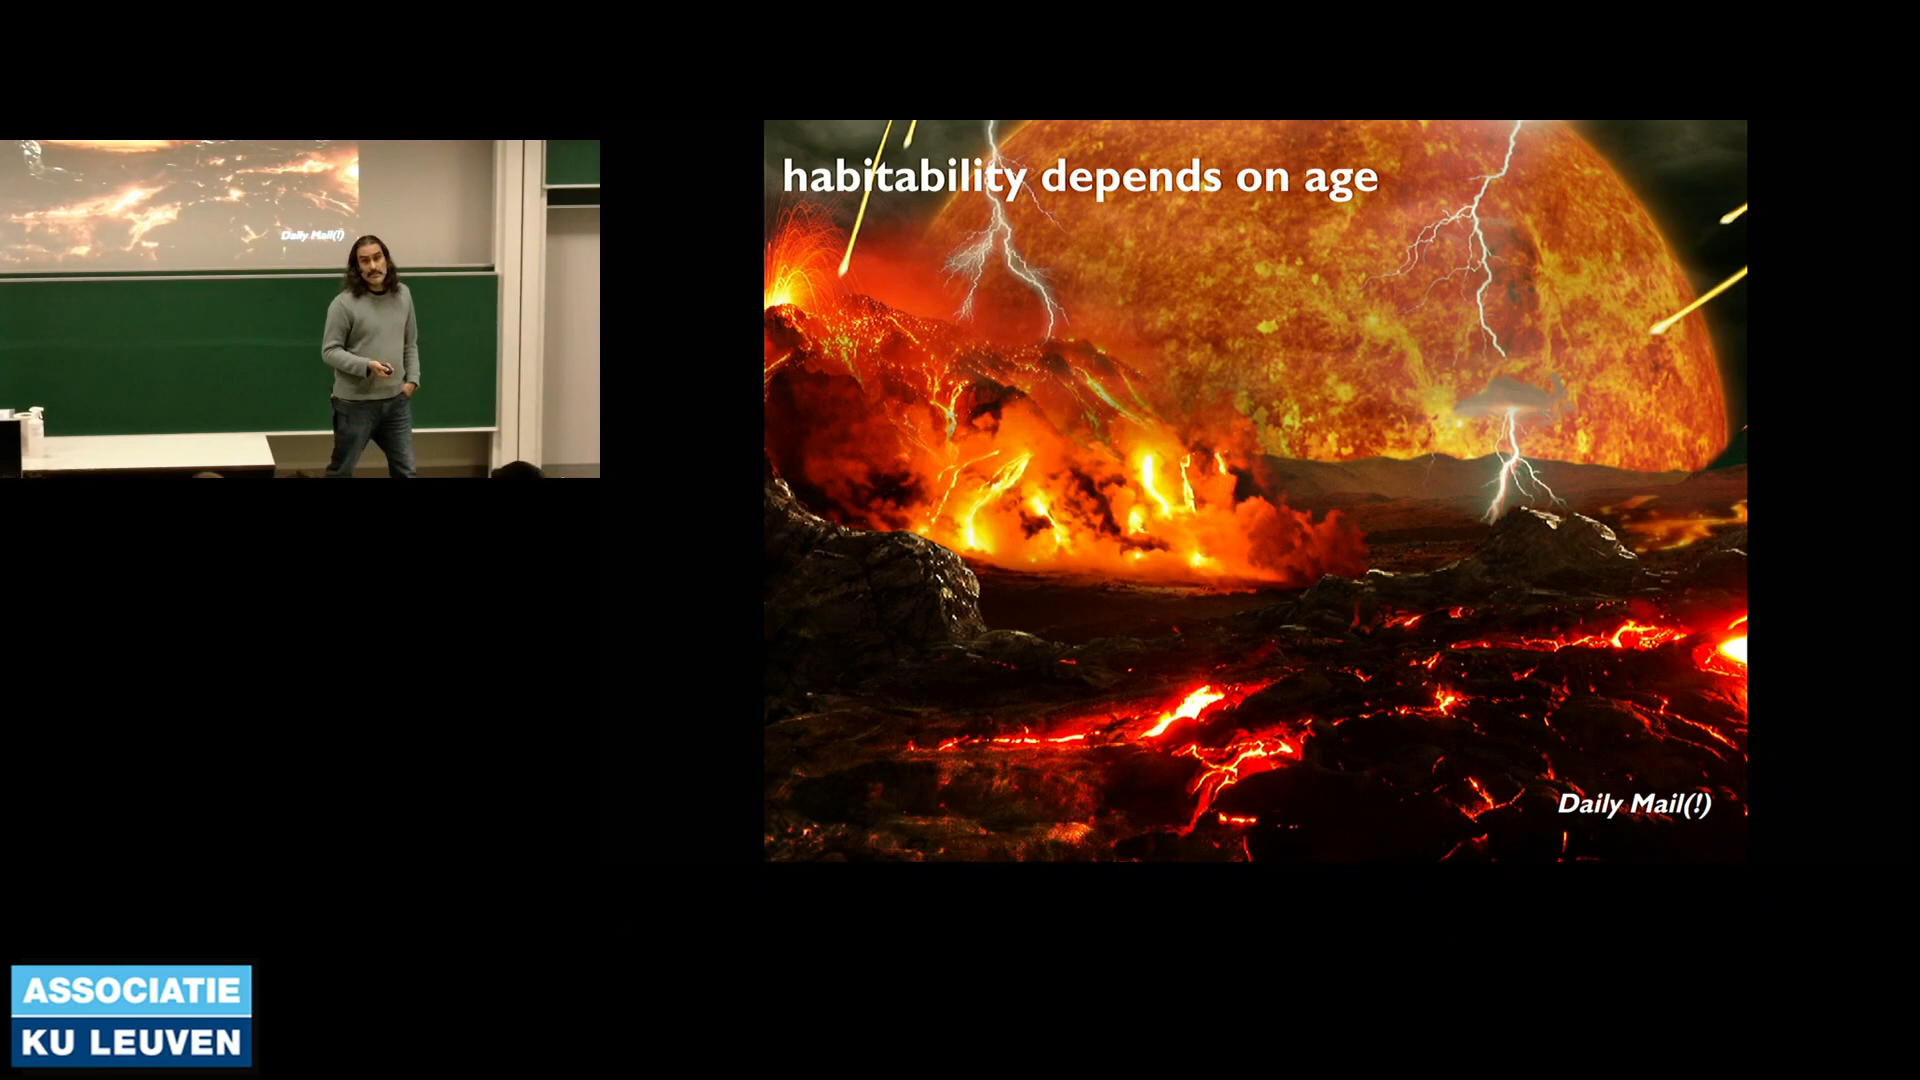 Daily Mail(!)
habitability depends on age
Daily Mail(!)
ASSOCIATIE
KU LEUVEN